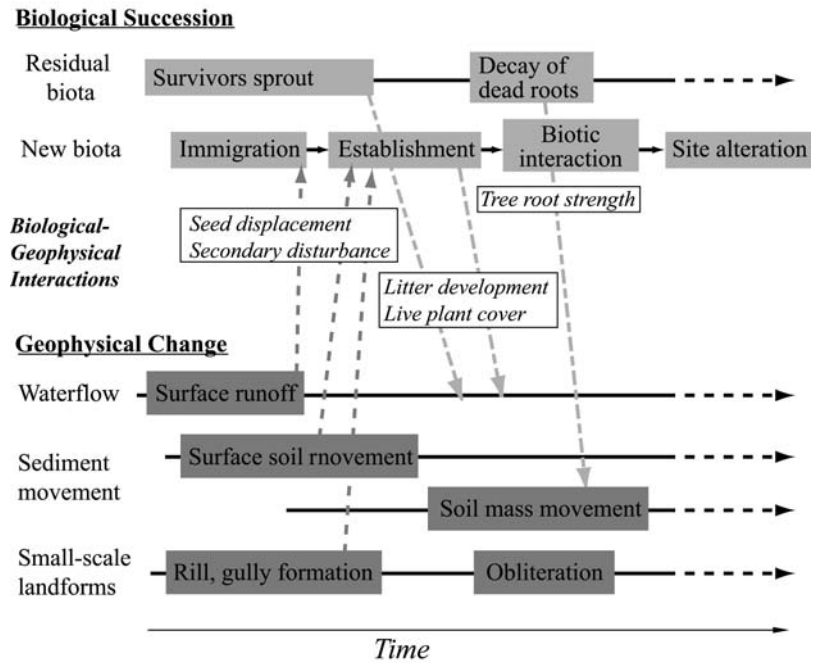 Biological Succession
Residual
biota
Survivors sprout
Decay of
dead roots
New biota
Immigration
Establishment
Biotic
interaction
Site alteration
Tree root strength
Biological-
Geophysical
Interactions
Seed displacement
Secondary disturbance
Litter development
Live plant cover
Geophysical Change
Waterflow
Surface runoff
Sediment
movement
Surface soil rnovement
Soil mass movement
Small-scale
landforms
Rill, gully formation
Obliteration
Time